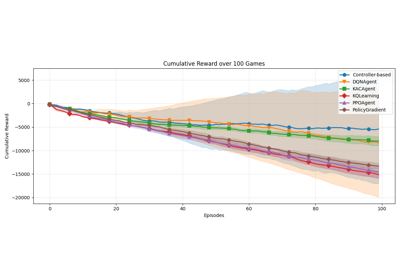 Cumulative Reward over 100 Games
Controller-based
DQNAgent
KACAgent
KQLearning
PPOAgent
PolicyGradient
Cumulative Reward
5000
0
−5000
−10000
−15000
−20000
0
20
40
60
80
100
Episodes